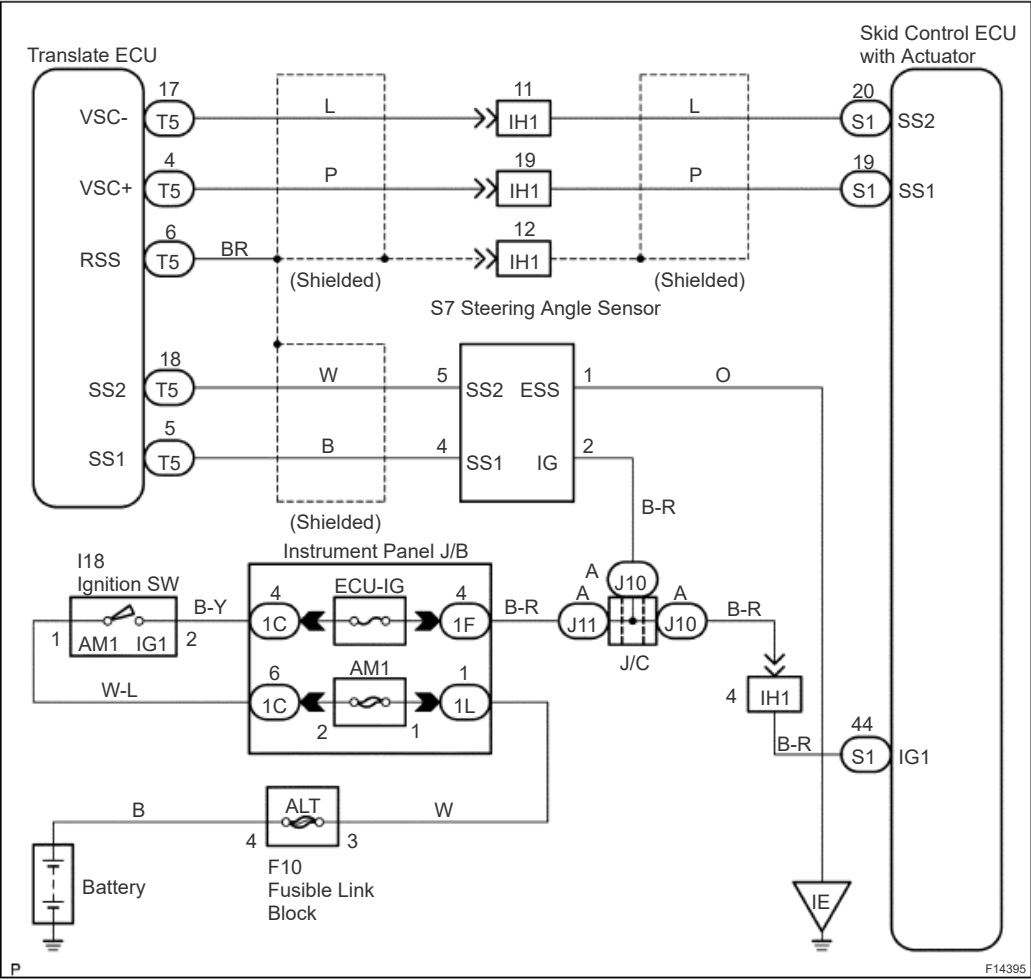 Skid Control ECU
with Actuator
Translate ECU
17
11
20
VSC-
T5
L
IH1
L
S1
SS2
4
19
19
VSC+
T5
P
IH1
P
S1
SS1
6
12
RSS
T5
BR
IH1
(Shielded)
(Shielded)
S7 Steering Angle Sensor
18
SS2
T5
W
5
SS2
ESS
1
O
5
SS1
T5
B
4
SS1
IG
2
B-R
(Shielded)
Instrument Panel J/B
I18
Ignition SW
4
ECU-IG
4
A
J10
A
A
B-Y
1C
1F
B-R
J11
J10
B-R
1
AM1
IG1
2
J/C
6
AM1
1
W-L
1C
1L
2
1
4
IH1
44
B-R
S1
IG1
B
ALT
W
4
3
F10
Fusible Link
Block
Battery
IE
P
F14395